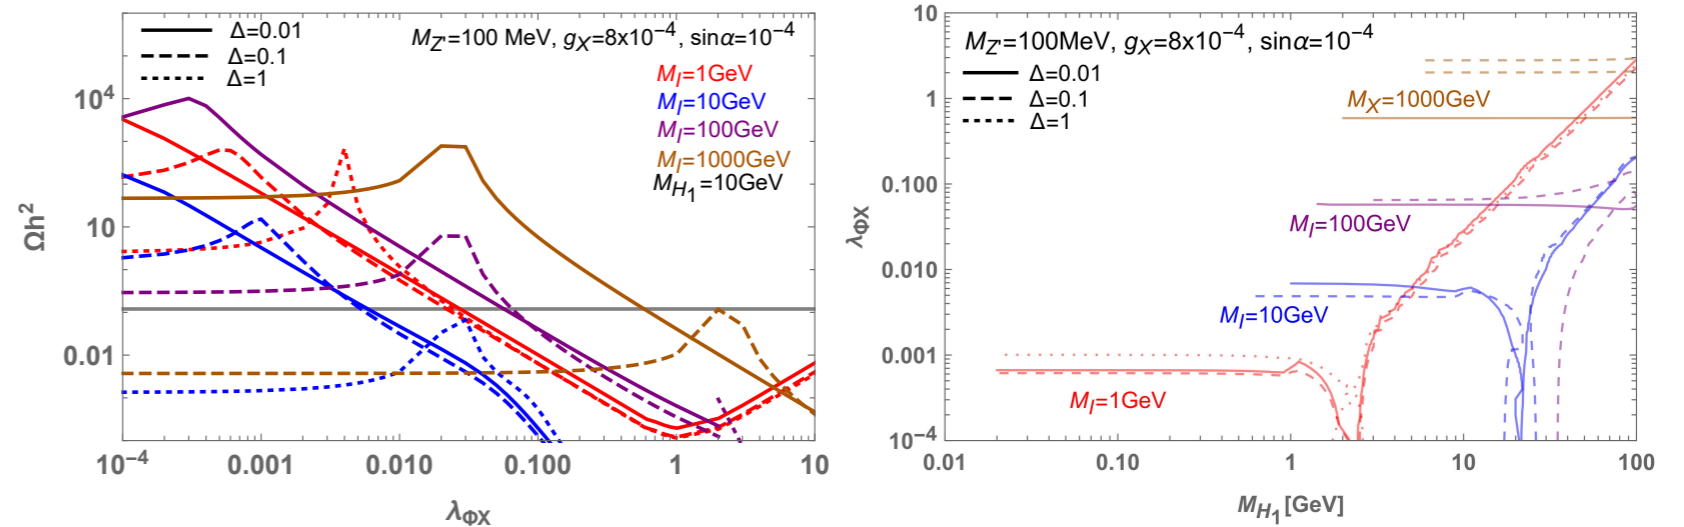 Δ=0.01
Δ=0.1
Δ=1
M_Z'=100 MeV, g_X=8x10⁻⁴, sinα=10⁻⁴
M_I=1GeV
M_I=10GeV
M_I=100GeV
M_I=1000GeV
M_H₁=10GeV
10⁴
10
0.01
Ωh²
10⁻⁴
0.001
0.010
0.100
1
10
λ_ΦX
M_Z'=100MeV, g_X=8x10⁻⁴, sinα=10⁻⁴
Δ=0.01
Δ=0.1
Δ=1
M_X=1000GeV
M_I=100GeV
M_I=10GeV
M_I=1GeV
10
1
0.100
0.010
0.001
10⁻⁴
λ_ΦX
0.01
0.10
1
10
100
M_H₁ [GeV]